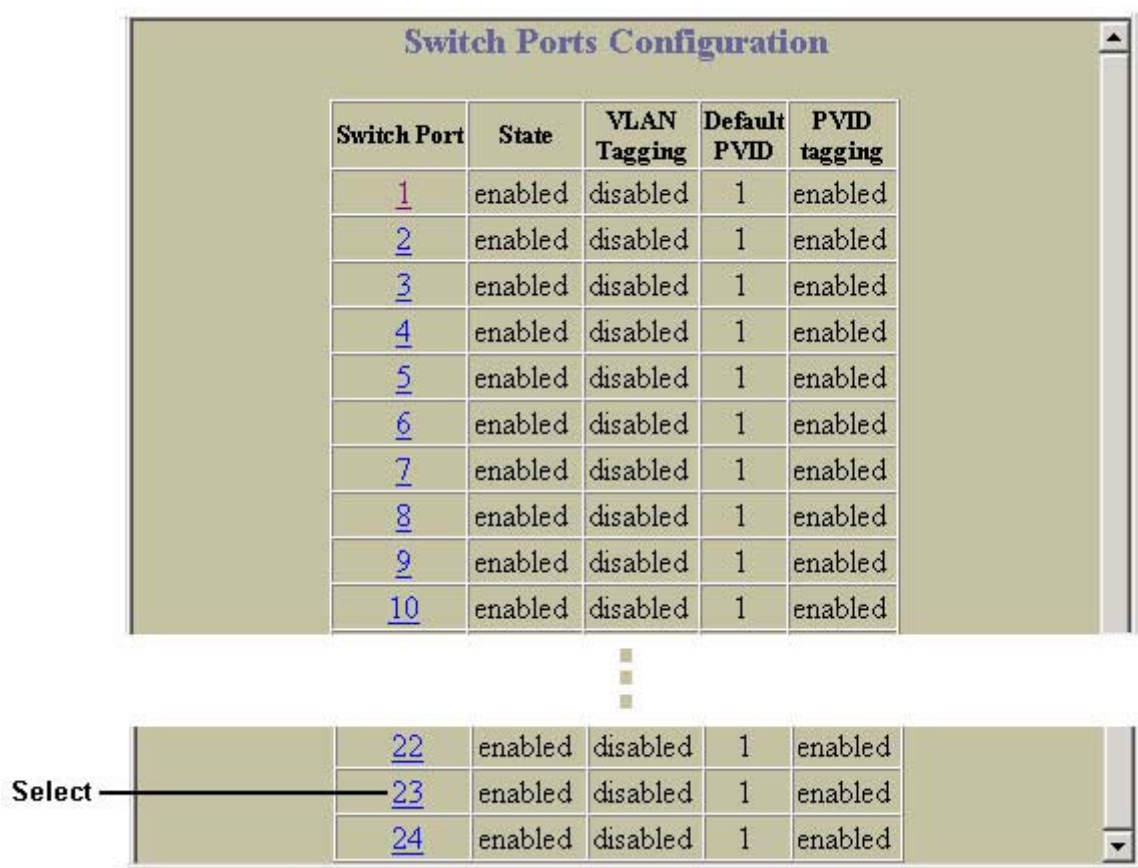 Switch Ports Configuration
Switch Port State VLAN Tagging Default PVID PVID tagging
1 enabled disabled 1 enabled
2 enabled disabled 1 enabled
3 enabled disabled 1 enabled
4 enabled disabled 1 enabled
5 enabled disabled 1 enabled
6 enabled disabled 1 enabled
7 enabled disabled 1 enabled
8 enabled disabled 1 enabled
9 enabled disabled 1 enabled
10 enabled disabled 1 enabled
22 enabled disabled 1 enabled
Select 23 enabled disabled 1 enabled
24 enabled disabled 1 enabled